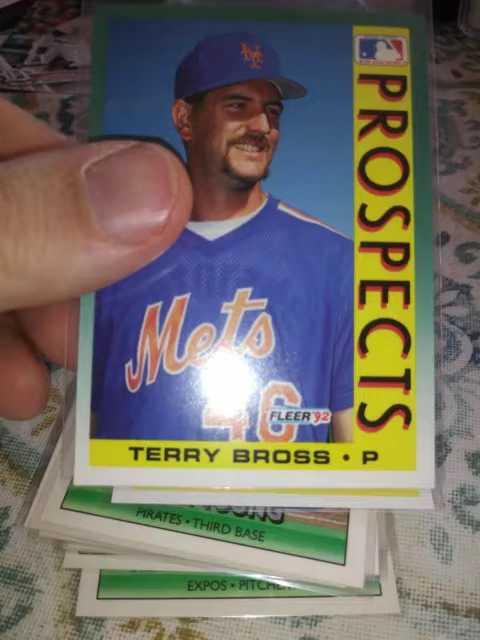 PROSPECTS
Mets
46
FLEER '92
TERRY BROSS • P
PIRATES • THIRD BASE
EXPOS • PITCHER